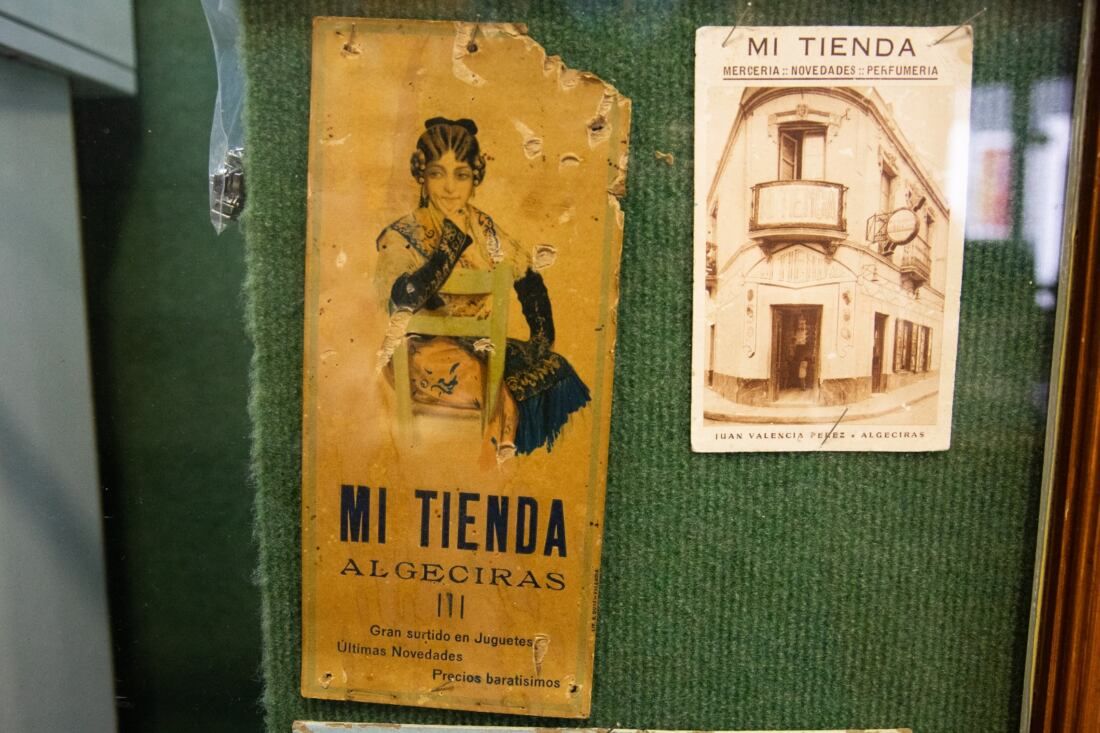 MI TIENDA
ALGECIRAS
Gran surtido en Juguetes
Últimas Novedades
Precios baratisimos
MI TIENDA
MERCERIA :: NOVEDADES :: PERFUMERIA
JUAN VALENCIA PEREZ - ALGECIRAS